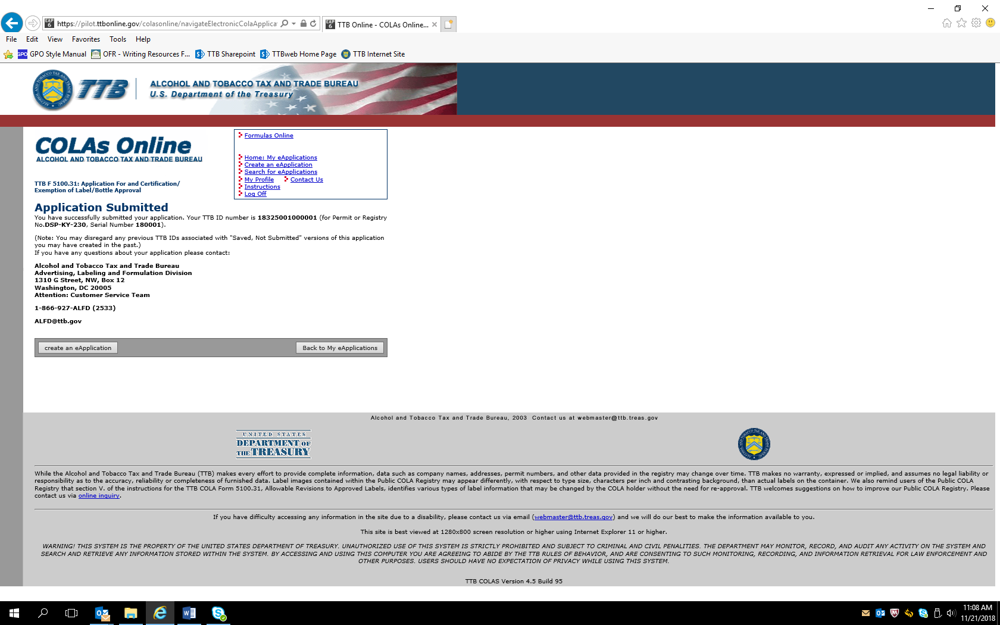 https://pilot.ttbonline.gov/colasonline/navigateElectronicColaApplica
TTB Online - COLAs Online...
File Edit View Favorites Tools Help
GPO Style Manual OFR - Writing Resources F... TTB Sharepoint TTBweb Home Page TTB Internet Site
TTB ALCOHOL AND TOBACCO TAX AND TRADE BUREAU
U.S. Department of the Treasury
COLAs Online
ALCOHOL AND TOBACCO TAX AND TRADE BUREAU
TTB F 5100.31: Application For and Certification/
Exemption of Label/Bottle Approval
Formulas Online
Home: My eApplications
Create an eApplication
Search for eApplications
My Profile Contact Us
Instructions
Log Off
Application Submitted
You have successfully submitted your application. Your TTB ID number is 18325001000001 (for Permit or Registry
No.DSP-KY-230, Serial Number 180001).
(Note: You may disregard any previous TTB IDs associated with "Saved, Not Submitted" versions of this application
you may have created in the past.)
If you have any questions about your application please contact:
Alcohol and Tobacco Tax and Trade Bureau
Advertising, Labeling and Formulation Division
1310 G Street, NW, Box 12
Washington, DC 20005
Attention: Customer Service Team
1-866-927-ALFD (2533)
ALFD@ttb.gov
create an eApplication Back to My eApplications
Alcohol and Tobacco Tax and Trade Bureau, 2003 Contact us at webmaster@ttb.treas.gov
UNITED STATES
DEPARTMENT OF
THE TREASURY
While the Alcohol and Tobacco Tax and Trade Bureau (TTB) makes every effort to provide complete information, data such as company names, addresses, permit numbers, and other data provided in the registry may change over time. TTB makes no warranty, expressed or implied, and assumes no legal liability or
responsibility as to the accuracy, reliability or completeness of furnished data. Label images contained within the Public COLA Registry may appear differently, with respect to type size, characters per inch and contrasting background, than actual labels on the container. We also remind users of the Public COLA
Registry that section V. of the instructions for the TTB COLA Form 5100.31, Allowable Revisions to Approved Labels, identifies various types of label information that may be changed by the COLA holder without the need for re-approval. TTB welcomes suggestions on how to improve our Public COLA Registry. Please
contact us via online inquiry.
If you have difficulty accessing any information in the site due to a disability, please contact us via email (webmaster@ttb.treas.gov) and we will do our best to make the information available to you.
This site is best viewed at 1280x800 screen resolution or higher using Internet Explorer 11 or higher.
WARNING! THIS SYSTEM IS THE PROPERTY OF THE UNITED STATES DEPARTMENT OF TREASURY. UNAUTHORIZED USE OF THIS SYSTEM IS STRICTLY PROHIBITED AND SUBJECT TO CRIMINAL AND CIVIL PENALITIES. THE DEPARTMENT MAY MONITOR, RECORD, AND AUDIT ANY ACTIVITY ON THE SYSTEM AND
SEARCH AND RETRIEVE ANY INFORMATION STORED WITHIN THE SYSTEM. BY ACCESSING AND USING THIS COMPUTER YOU ARE AGREEING TO ABIDE BY THE TTB RULES OF BEHAVIOR, AND ARE CONSENTING TO SUCH MONITORING, RECORDING, AND INFORMATION RETRIEVAL FOR LAW ENFORCEMENT AND
OTHER PURPOSES. USERS SHOULD HAVE NO EXPECTATION OF PRIVACY WHILE USING THIS SYSTEM.
TTB COLAS Version 4.5 Build 95
11:08 AM
11/21/2018